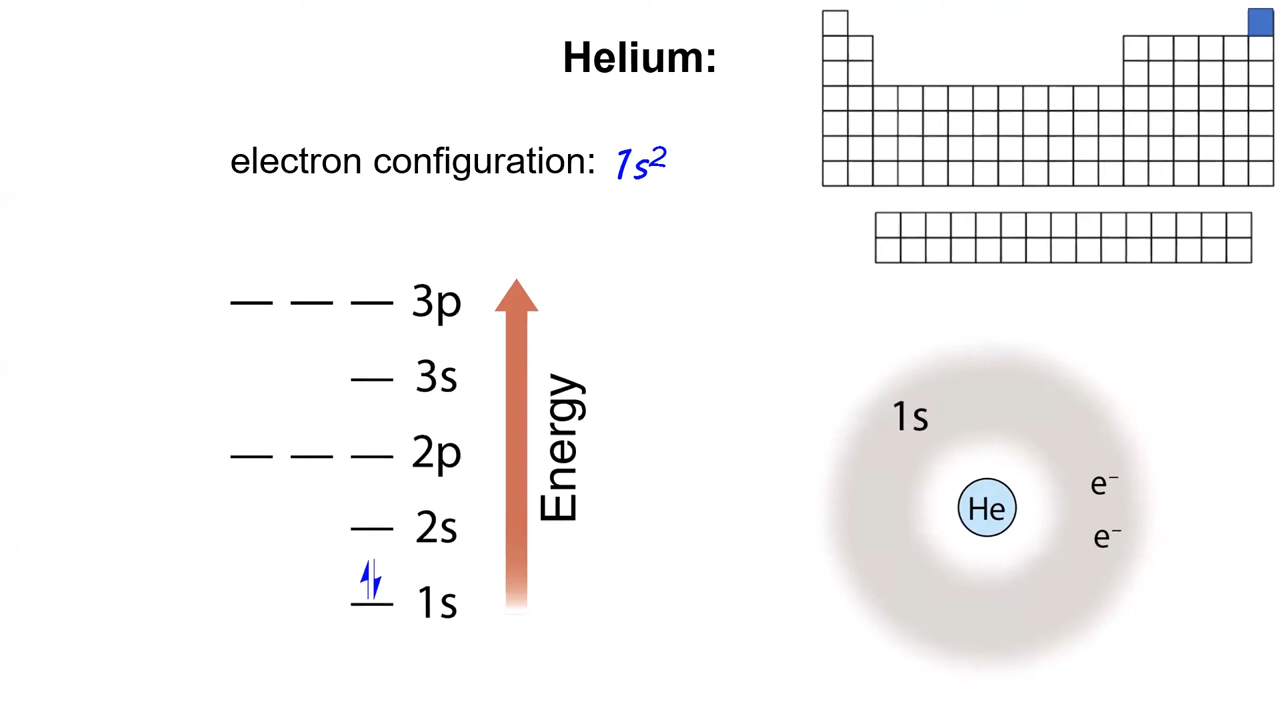 Helium:
electron configuration: 1s²
3p
3s
2p
2s
1s
Energy
1s
He
e⁻
e⁻